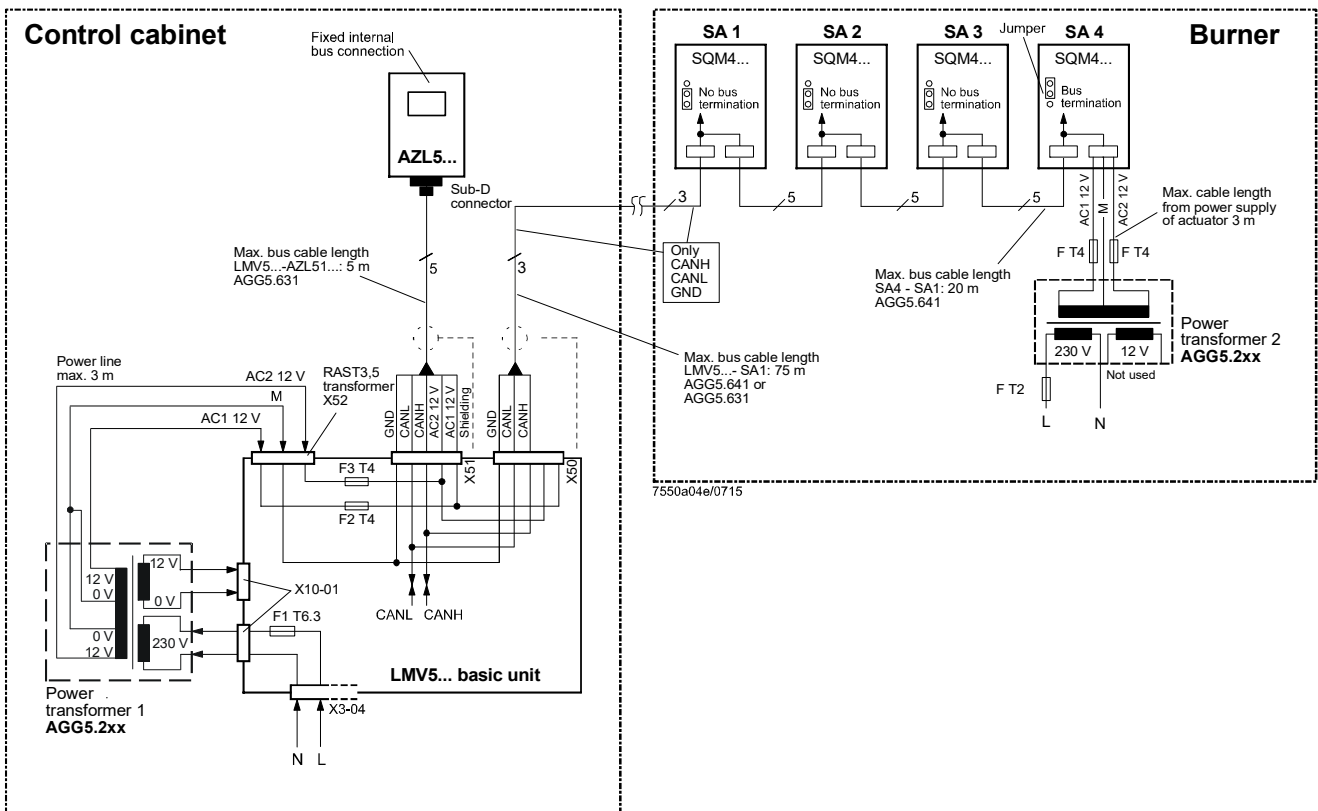 Control cabinet
Fixed internal
bus connection
AZL5...
Sub-D
connector
Max. bus cable length
LMV5...-AZL51...: 5 m
AGG5.631
5
3
Only
CANH
CANL
GND
Max. bus cable length
LMV5...- SA1: 75 m
AGG5.641 or
AGG5.631
Power line
max. 3 m
AC2 12 V
M
AC1 12 V
RAST3,5
transformer
X52
GND
CANL
CANH
AC2 12 V
AC1 12 V
Shielding
X51
GND
CANL
CANH
X50
F3 T4
F2 T4
12 V
0 V
0 V
12 V
12 V
0 V
230 V
X10-01
F1 T6.3
CANL
CANH
LMV5... basic unit
X3-04
N
L
Power
transformer 1
AGG5.2xx
Burner
SA 1
SQM4...
No bus
termination
SA 2
SQM4...
No bus
termination
SA 3
SQM4...
No bus
termination
Jumper
SA 4
SQM4...
Bus
termination
3
5
5
5
AC1 12 V
M
AC2 12 V
Max. cable length
from power supply
of actuator 3 m
F T4
F T4
Max. bus cable length
SA4 - SA1: 20 m
AGG5.641
230 V
12 V
Not used
Power
transformer 2
AGG5.2xx
F T2
L
N
7550a04e/0715